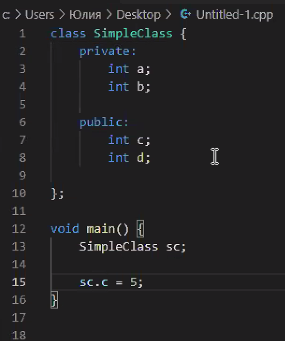 c: > Users > Юлия > Desktop > Untitled-1.cpp
1 class SimpleClass {
2 private:
3 int a;
4 int b;
5
6 public:
7 int c;
8 int d;
9
10 };
11
12 void main() {
13 SimpleClass sc;
14
15 sc.c = 5;
16 }
17
18